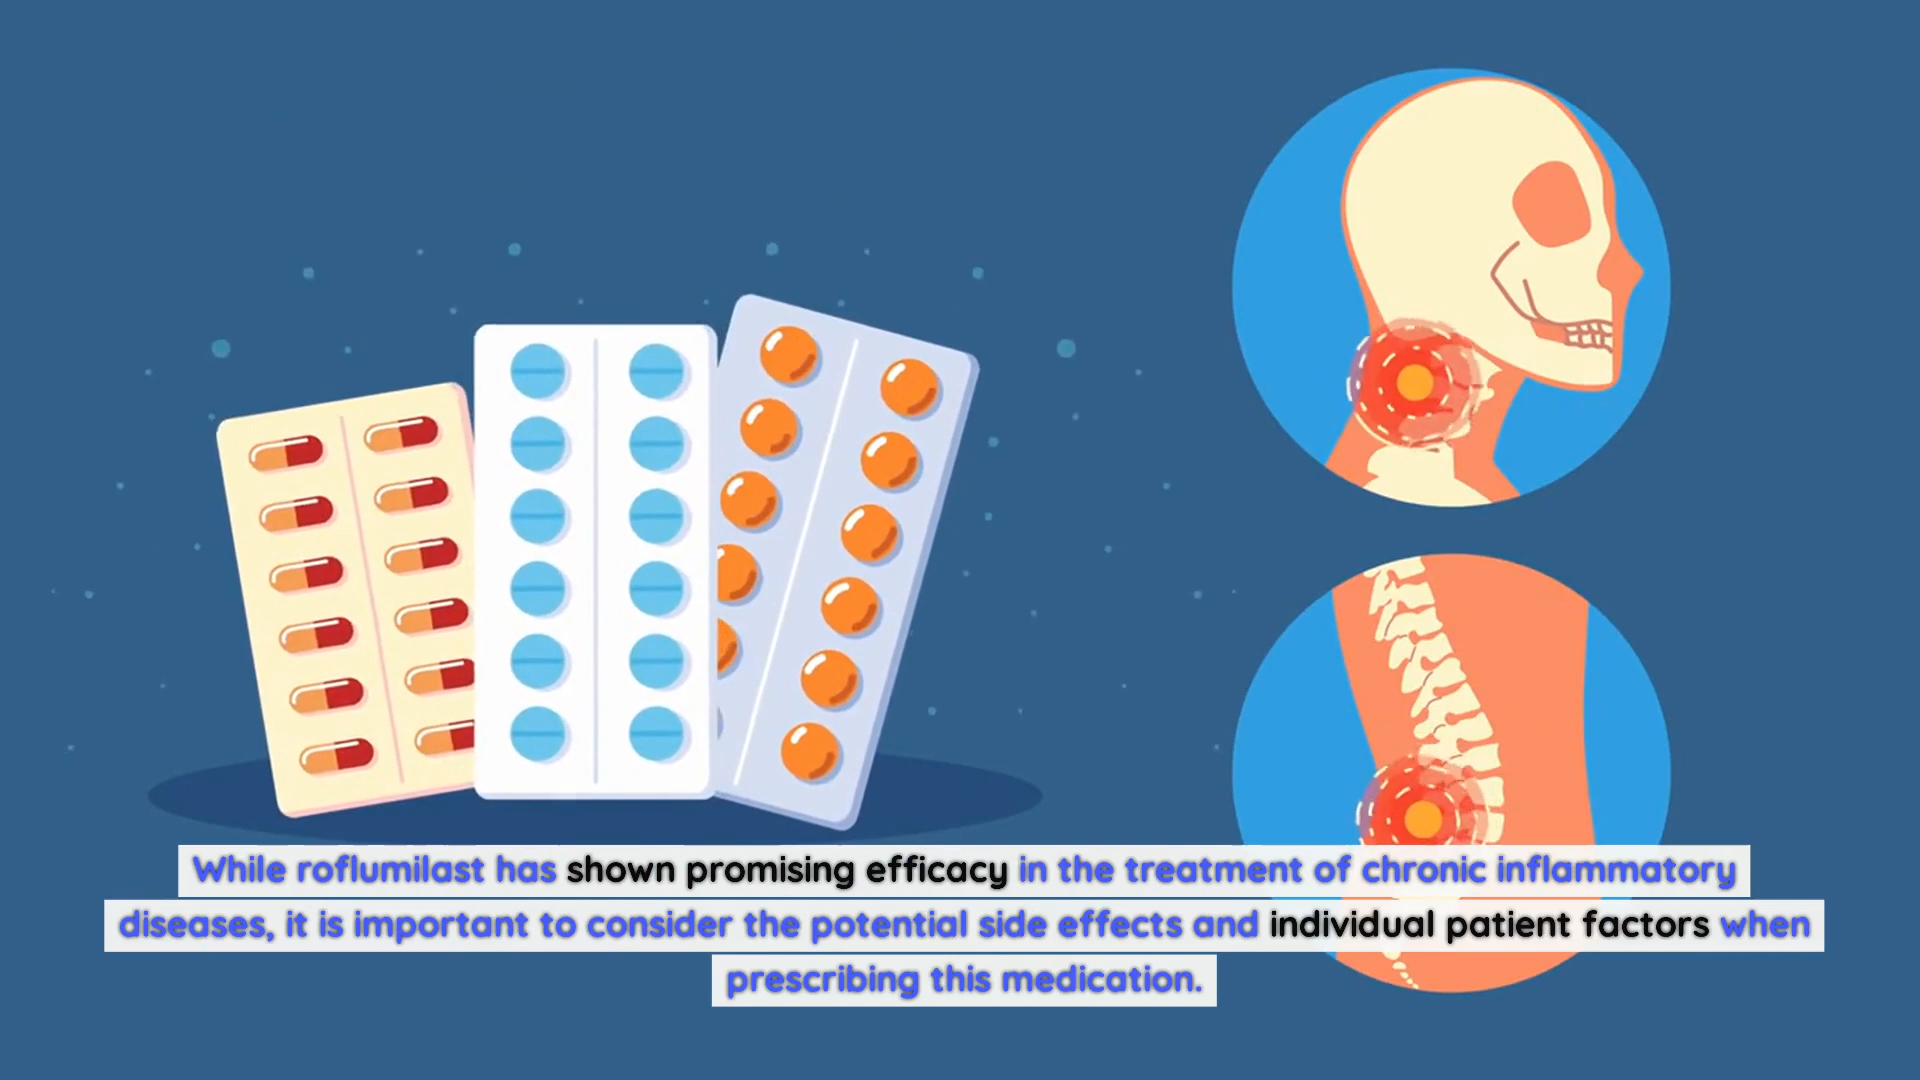 While roflumilast has shown promising efficacy in the treatment of chronic inflammatory
diseases, it is important to consider the potential side effects and individual patient factors when
prescribing this medication.